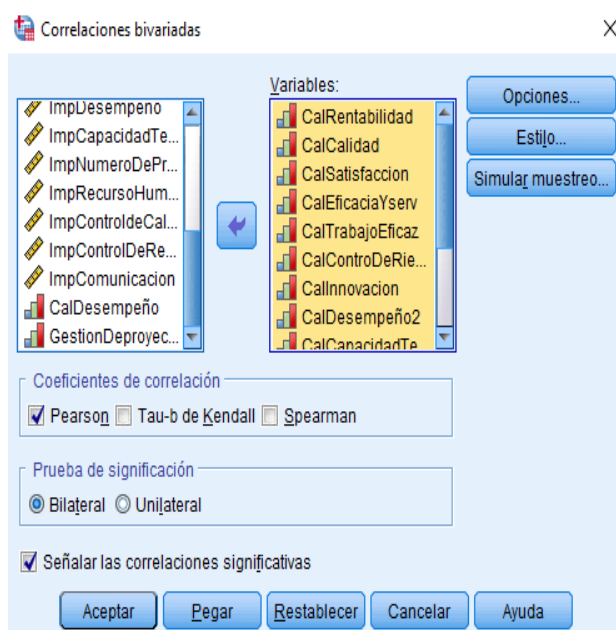 Correlaciones bivariadas
ImpDesempeno
ImpCapacidadTe...
ImpNumeroDePr...
ImpRecursoHum...
ImpControldeCal...
ImpControlDeRe...
ImpComunicacion
CalDesempeño
GestionDeproyec...
Variables:
CalRentabilidad
CalCalidad
CalSatisfaccion
CalEficaciaYserv
CalTrabajoEficaz
CalControDeRie...
CalInnovacion
CalDesempeño2
CalCapacidadTe
Opciones...
Estilo...
Simular muestreo...
Coeficientes de correlación
Pearson Tau-b de Kendall Spearman
Prueba de significación
Bilateral Unilateral
Señalar las correlaciones significativas
Aceptar Pegar Restablecer Cancelar Ayuda